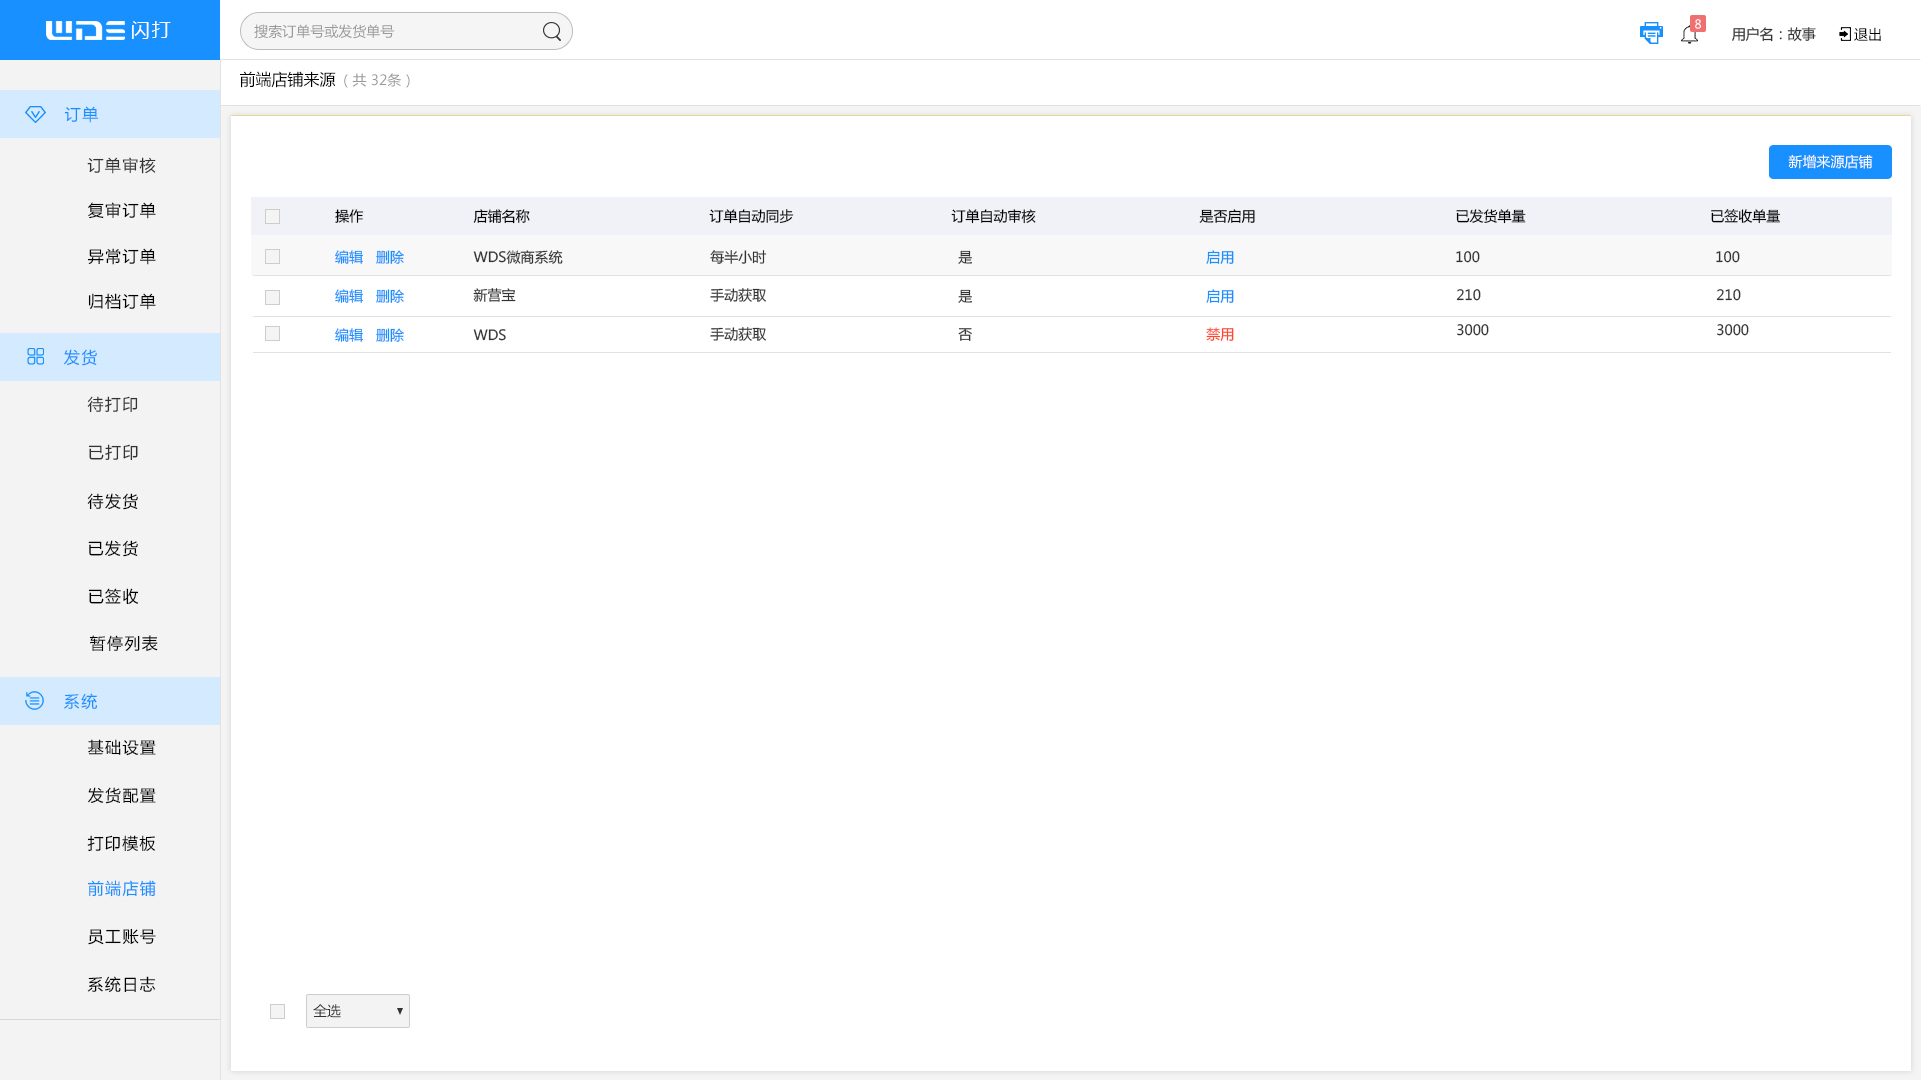 WDS闪打
搜索订单号或发货单号
8
用户名：故事
退出
前端店铺来源（ 共 32条 ）
订单
订单审核
复审订单
异常订单
归档订单
发货
待打印
已打印
待发货
已发货
已签收
暂停列表
系统
基础设置
发货配置
打印模板
前端店铺
员工账号
系统日志
新增来源店铺
操作 店铺名称 订单自动同步 订单自动审核 是否启用 已发货单量 已签收单量
编辑 删除 WDS微商系统 每半小时 是 启用 100 100
编辑 删除 新营宝 手动获取 是 启用 210 210
编辑 删除 WDS 手动获取 否 禁用 3000 3000
全选